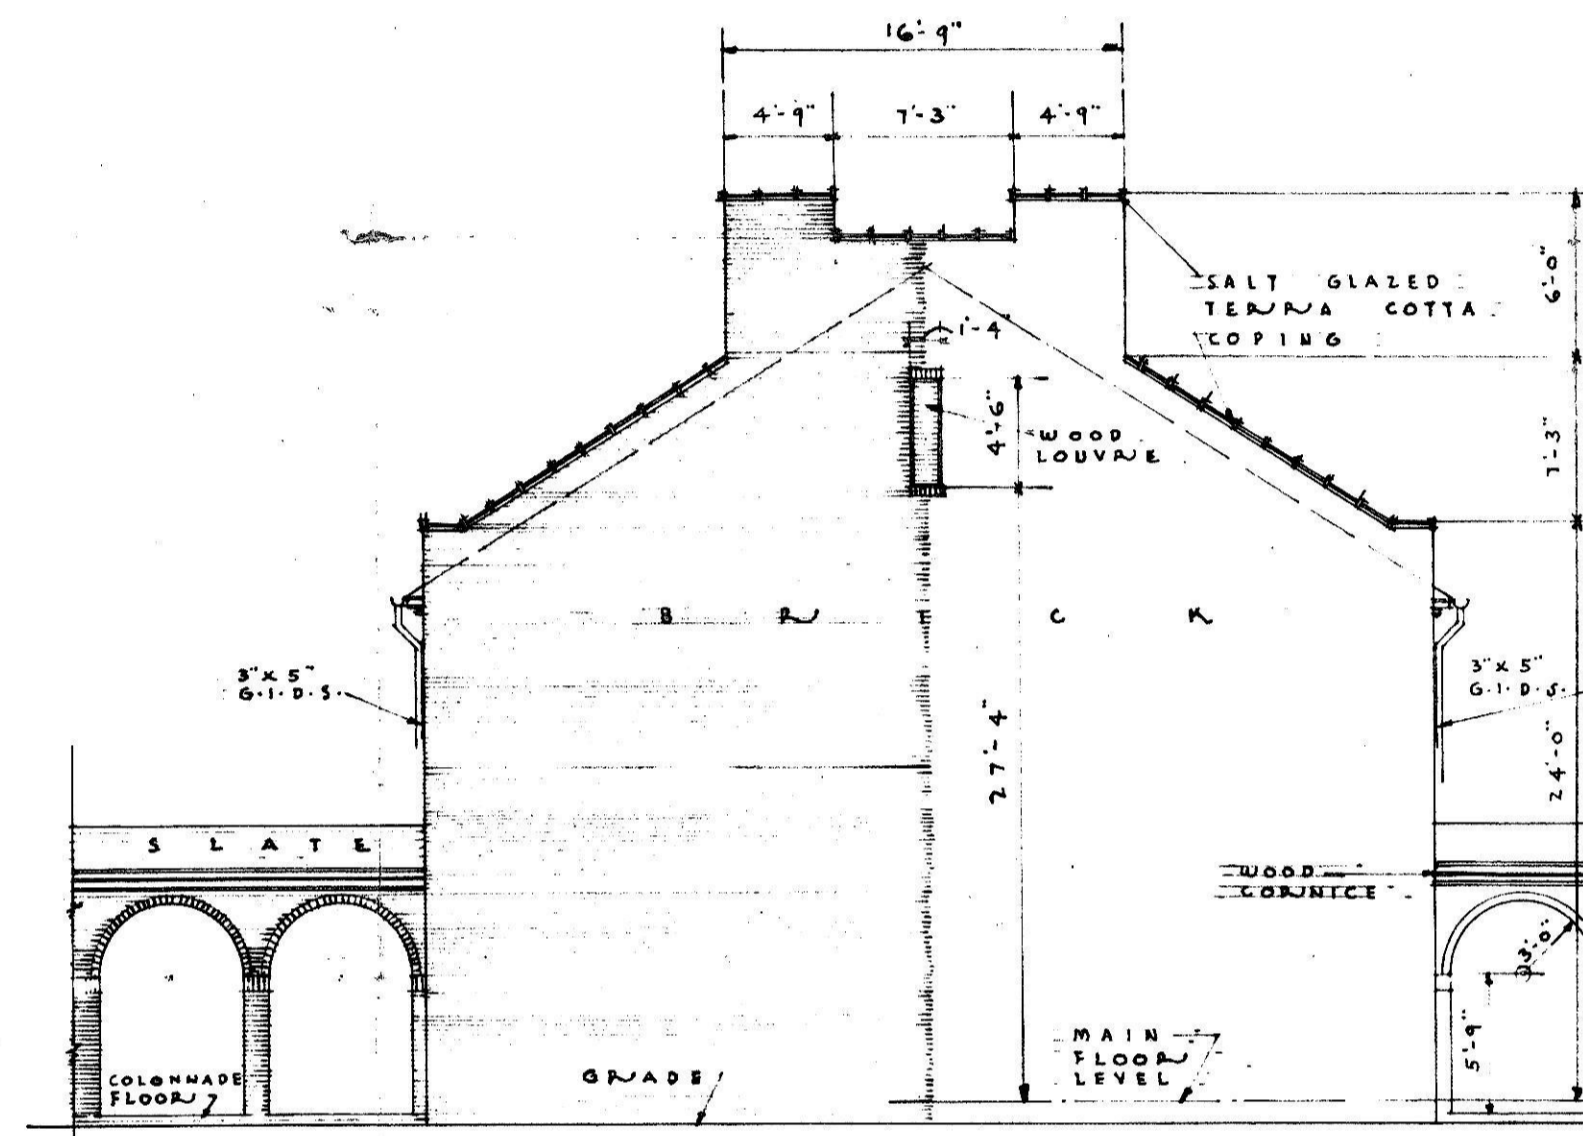 16'-9"
4'-9" 7'-3" 4'-9"
SALT GLAZED
TERRA COTTA
COPING
6'-0"
1'-4"
4'-6"
WOOD
LOUVRE
7'-3"
BRICK
3" x 5"
G.I.D.S.
3" x 5"
G.I.D.S.
27'-4"
24'-0"
SLATE
WOOD
CORNICE
3'-0"
5'-9"
MAIN
FLOOR
LEVEL
COLONNADE
FLOOR
GRADE